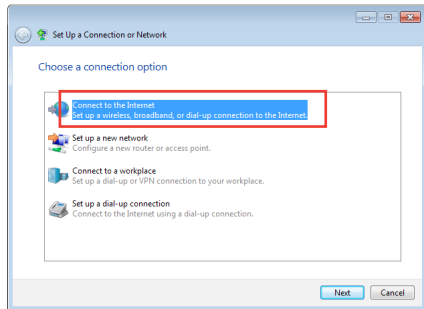 Set Up a Connection or Network
Choose a connection option
Connect to the Internet
Set up a wireless, broadband, or dial-up connection to the Internet.
Set up a new network
Configure a new router or access point.
Connect to a workplace
Set up a dial-up or VPN connection to your workplace.
Set up a dial-up connection
Connect to the Internet using a dial-up connection.
Next Cancel